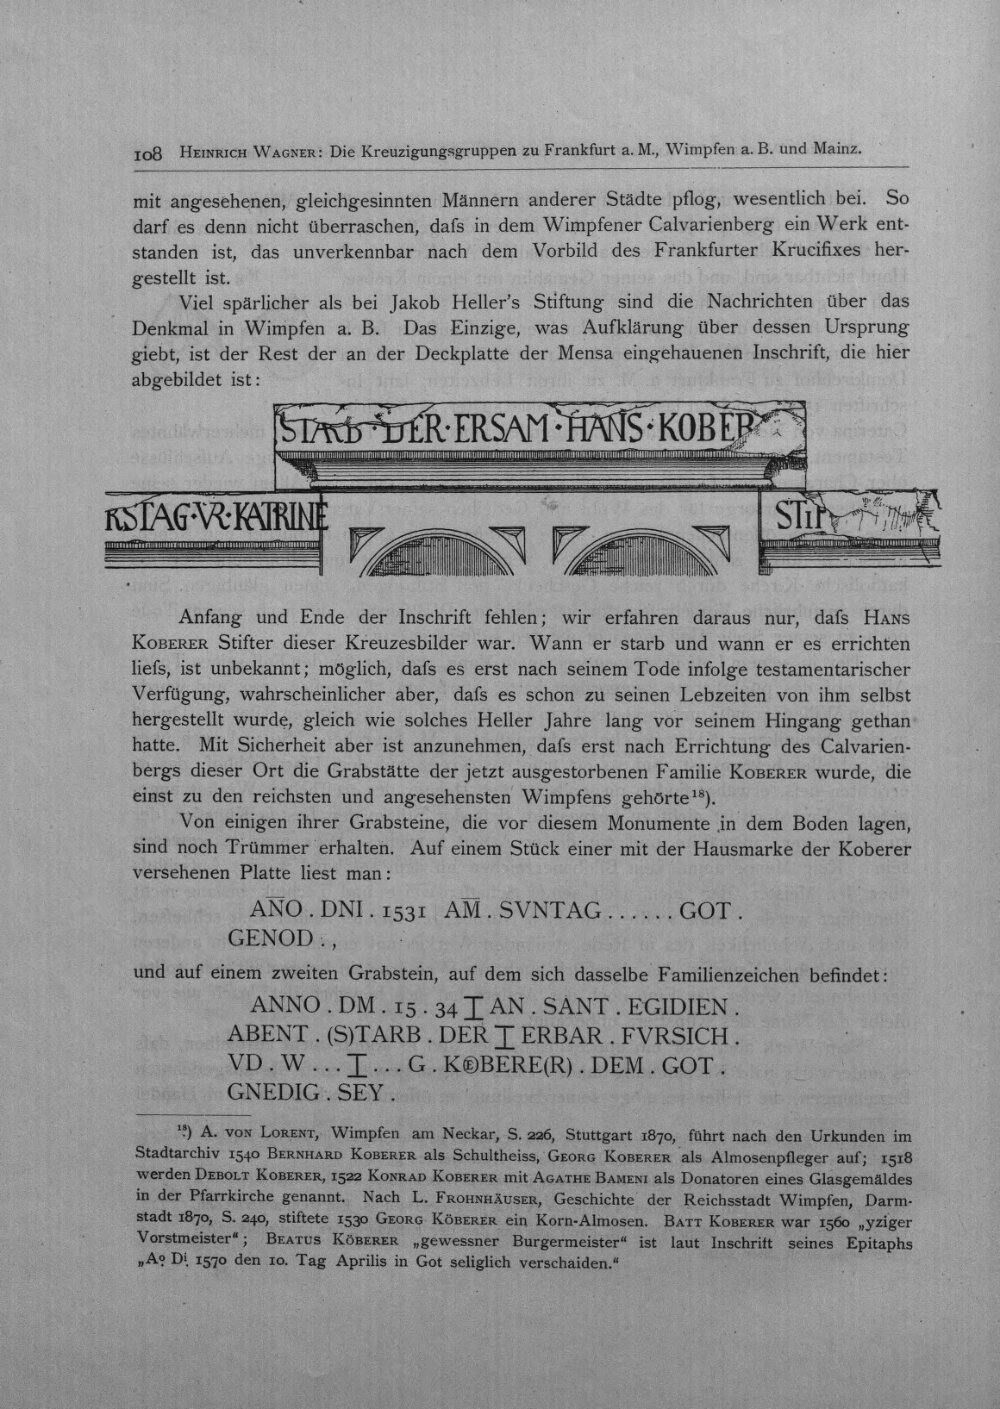 108 Heinrich Wagner: Die Kreuzigungsgruppen zu Frankfurt a. M., Wimpfen a. B. und Mainz.
mit angesehenen, gleichgesinnten Männern anderer Städte pflog, wesentlich bei. So
darf es denn nicht überraschen, daſs in dem Wimpfener Calvarienberg ein Werk ent-
standen ist, das unverkennbar nach dem Vorbild des Frankfurter Krucifixes her-
gestellt ist.
Viel spärlicher als bei Jakob Heller's Stiftung sind die Nachrichten über das
Denkmal in Wimpfen a. B. Das Einzige, was Aufklärung über dessen Ursprung
giebt, ist der Rest der an der Deckplatte der Mensa eingehauenen Inschrift, die hier
abgebildet ist:
STARB·DER·ERSAM·HANS·KOBER
RSTAG·VR·KATRINE
STIF
Anfang und Ende der Inschrift fehlen; wir erfahren daraus nur, daſs Hans
Koberer Stifter dieser Kreuzesbilder war. Wann er starb und wann er es errichten
lieſs, ist unbekannt; möglich, daſs es erst nach seinem Tode infolge testamentarischer
Verfügung, wahrscheinlicher aber, daſs es schon zu seinen Lebzeiten von ihm selbst
hergestellt wurde, gleich wie solches Heller Jahre lang vor seinem Hingang gethan
hatte. Mit Sicherheit aber ist anzunehmen, daſs erst nach Errichtung des Calvarien-
bergs dieser Ort die Grabstätte der jetzt ausgestorbenen Familie Koberer wurde, die
einst zu den reichsten und angesehensten Wimpfens gehörte¹⁸).
Von einigen ihrer Grabsteine, die vor diesem Monumente in dem Boden lagen,
sind noch Trümmer erhalten. Auf einem Stück einer mit der Hausmarke der Koberer
versehenen Platte liest man:
AN̅O . DNI . 1531 AM̅ . SVNTAG . . . . . . GOT .
GENOD . ,
und auf einem zweiten Grabstein, auf dem sich dasselbe Familienzeichen befindet:
ANNO . DM . 15 . 34 I AN . SANT . EGIDIEN .
ABENT . (S)TARB . DER I ERBAR . FVRSICH .
VD . W . . . I . . . G . KⒺBERE(R) . DEM . GOT .
GNEDIG . SEY .
¹⁸) A. von Lorent, Wimpfen am Neckar, S. 226, Stuttgart 1870, führt nach den Urkunden im
Stadtarchiv 1540 Bernhard Koberer als Schultheiss, Georg Koberer als Almosenpfleger auf; 1518
werden Debolt Koberer, 1522 Konrad Koberer mit Agathe Bameni als Donatoren eines Glasgemäldes
in der Pfarrkirche genannt. Nach L. Frohnhäuser, Geschichte der Reichsstadt Wimpfen, Darm-
stadt 1870, S. 240, stiftete 1530 Georg Köberer ein Korn-Almosen. Batt Koberer war 1560 „yziger
Vorstmeister“; Beatus Köberer „gewessner Burgermeister“ ist laut Inschrift seines Epitaphs
„Aº Di. 1570 den 10. Tag Aprilis in Got seliglich verschaiden.“